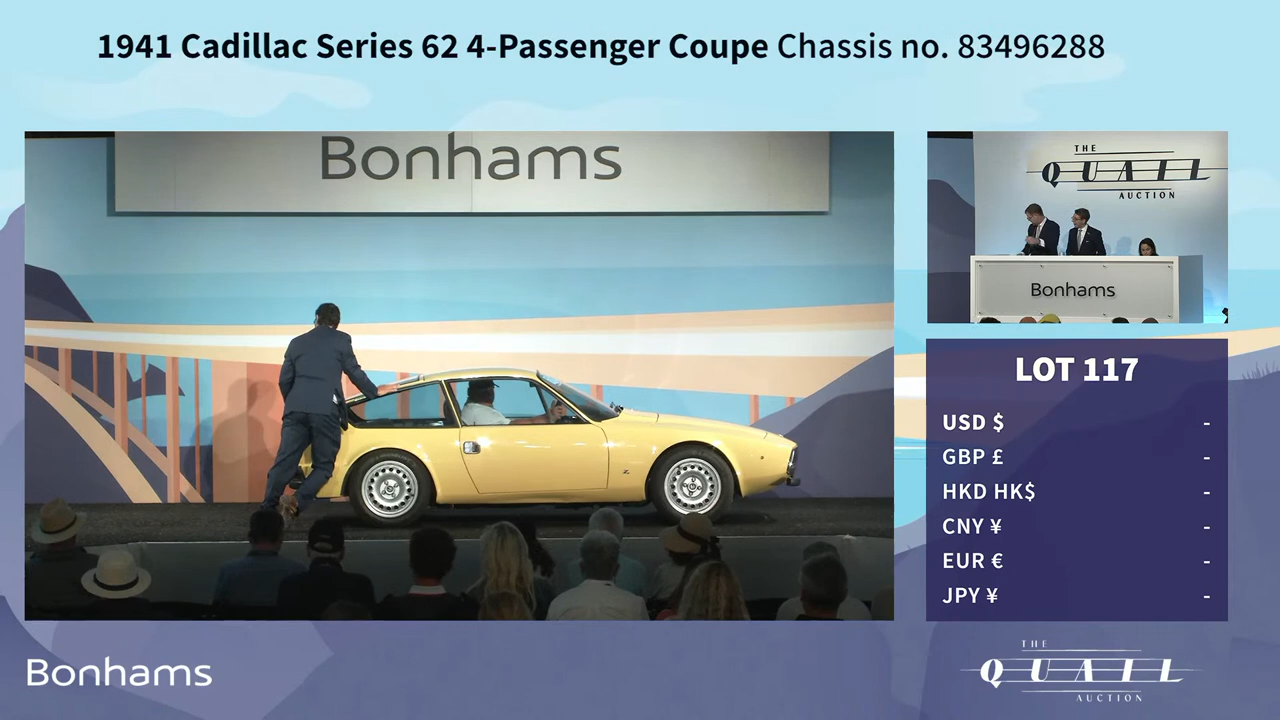 1941 Cadillac Series 62 4-Passenger Coupe Chassis no. 83496288
Bonhams
THE
QUAIL
AUCTION
Bonhams
LOT 117
USD $ -
GBP £ -
HKD HK$ -
CNY ¥ -
EUR € -
JPY ¥ -
Bonhams
THE
QUAIL
AUCTION